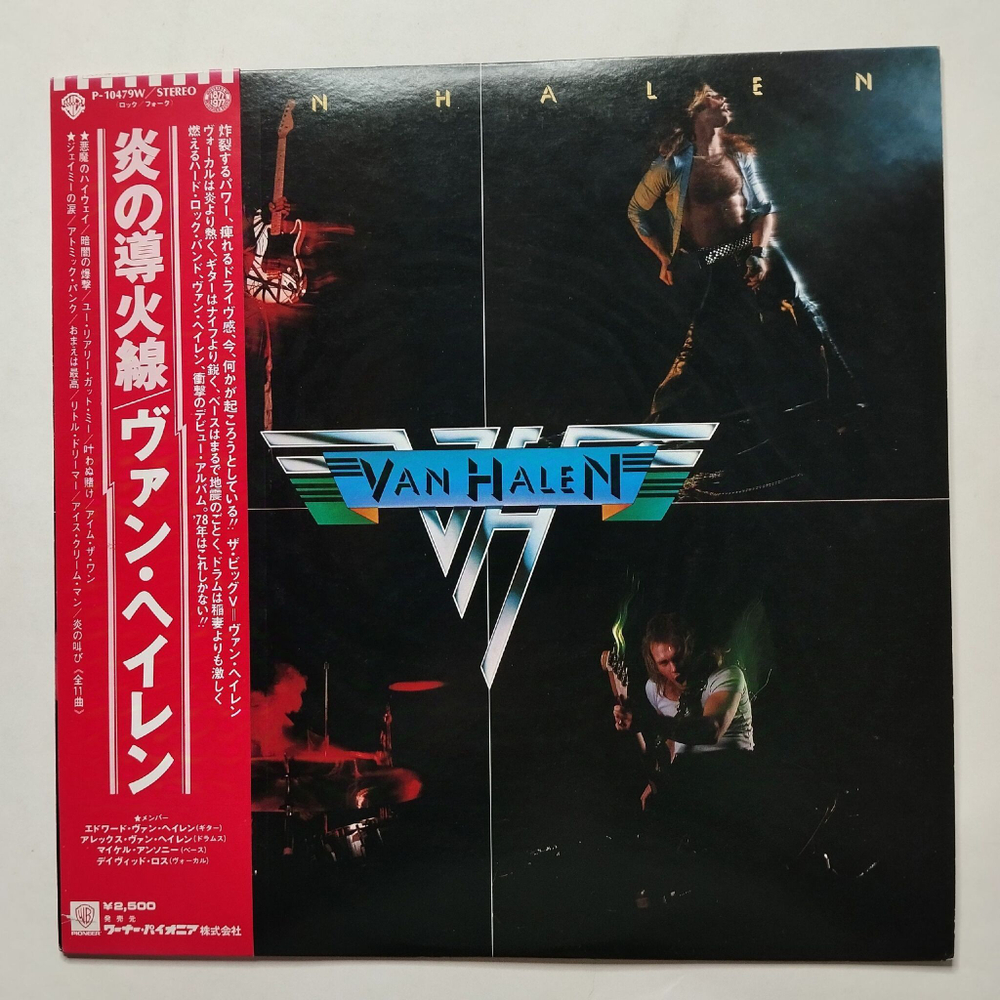 P-10479W/STEREO
(ロック/フォーク)
1877
1977
炸裂するパワー、痺れるドライヴ感、今、何かが起ころうとしている!! ザ・ビッグV=ヴァン・ヘイレン
ヴォーカルは炎より熱く、ギターはナイフより鋭く、ベースはまるで地震のごとく、ドラムは稲妻よりも激しく
燃えるハード・ロック・バンド、ヴァン・ヘイレン、衝撃のデビュー・アルバム。'78年はこれしかない!!
炎の導火線/ヴァン・ヘイレン
★悪魔のハイウェイ/暗闇の爆撃/ユー・リアリー・ガット・ミー/叶わぬ賭け/アイム・ザ・ワン
★ジェイミーの涙/アトミック・パンク/おまえは最高/リトル・ドリーマー/アイス・クリーム・マン/炎の叫び《全11曲》
★メンバー
エドワード・ヴァン・ヘイレン(ギター)
アレックス・ヴァン・ヘイレン(ドラムス)
マイケル・アンソニー(ベース)
デイヴィッド・ロス(ヴォーカル)
¥2,500
発売元
PIONEER ワーナー・パイオニア株式会社
N HALEN
VAN HALEN